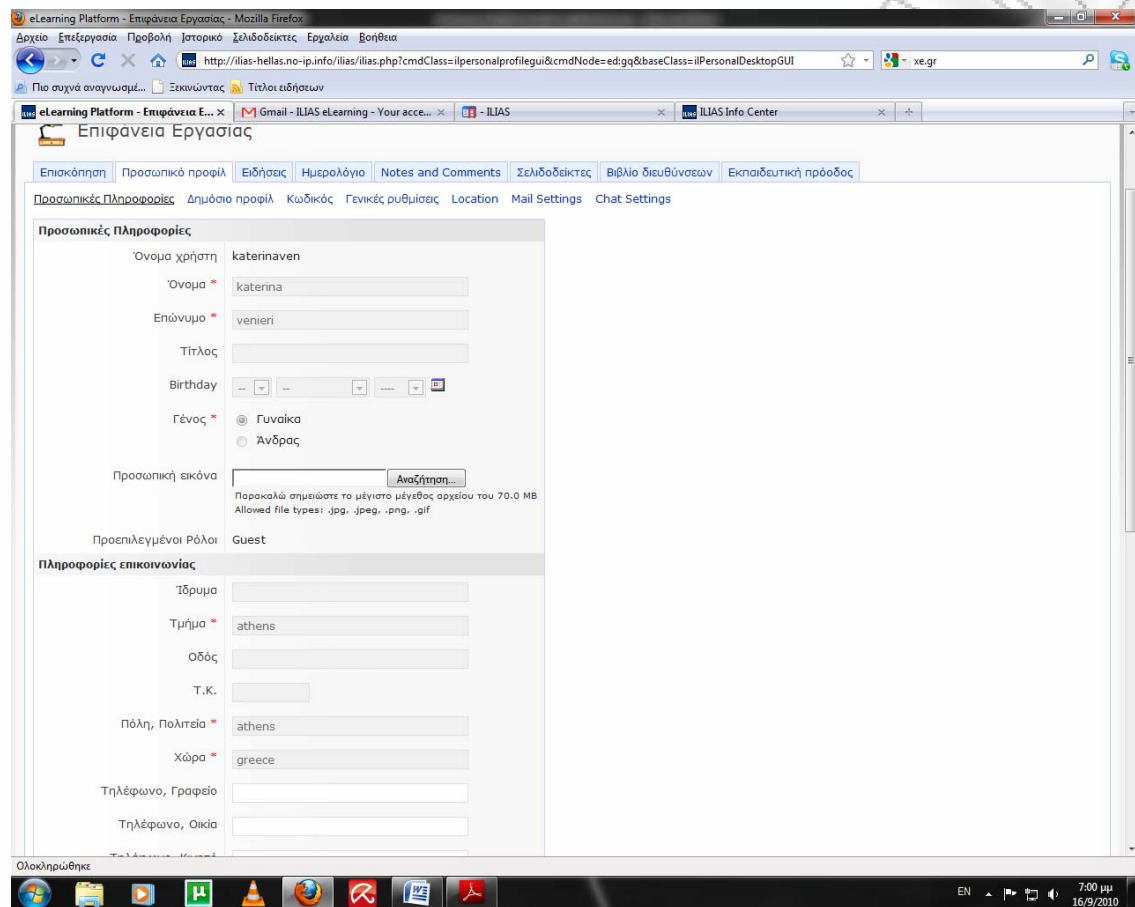 eLearning Platform - Επιφάνεια Εργασίας - Mozilla Firefox
Αρχείο Επεξεργασία Προβολή Ιστορικό Σελιδοδείκτες Εργαλεία Βοήθεια
http://ilias-hellas.no-ip.info/ilias/ilias.php?cmdClass=ilpersonalprofilegui&cmdNode=ed:gq&baseClass=ilPersonalDesktopGUI xe.gr
Πιο συχνά αναγνωσμέ... Ξεκινώντας Τίτλοι ειδήσεων
eLearning Platform - Επιφάνεια Ε... Gmail - ILIAS eLearning - Your acce... - ILIAS ILIAS Info Center
Επιφάνεια Εργασίας
Επισκόπηση Προσωπικό προφίλ Ειδήσεις Ημερολόγιο Notes and Comments Σελιδοδείκτες Βιβλίο διευθύνσεων Εκπαιδευτική πρόοδος
Προσωπικές Πληροφορίες Δημόσιο προφίλ Κωδικός Γενικές ρυθμίσεις Location Mail Settings Chat Settings
Προσωπικές Πληροφορίες
Όνομα χρήστη katerinaven
Όνομα * katerina
Επώνυμο * venieri
Τίτλος
Birthday -- -- ----
Γένος * Γυναίκα
Άνδρας
Προσωπική εικόνα Αναζήτηση...
Παρακαλώ σημειώστε το μέγιστο μέγεθος αρχείου του 70.0 MB
Allowed file types: .jpg, .jpeg, .png, .gif
Προεπιλεγμένοι Ρόλοι Guest
Πληροφορίες επικοινωνίας
Ίδρυμα
Τμήμα * athens
Οδός
Τ.Κ.
Πόλη, Πολιτεία * athens
Χώρα * greece
Τηλέφωνο, Γραφείο
Τηλέφωνο, Οικία
Ολοκληρώθηκε
EN 7:00 μμ
16/9/2010